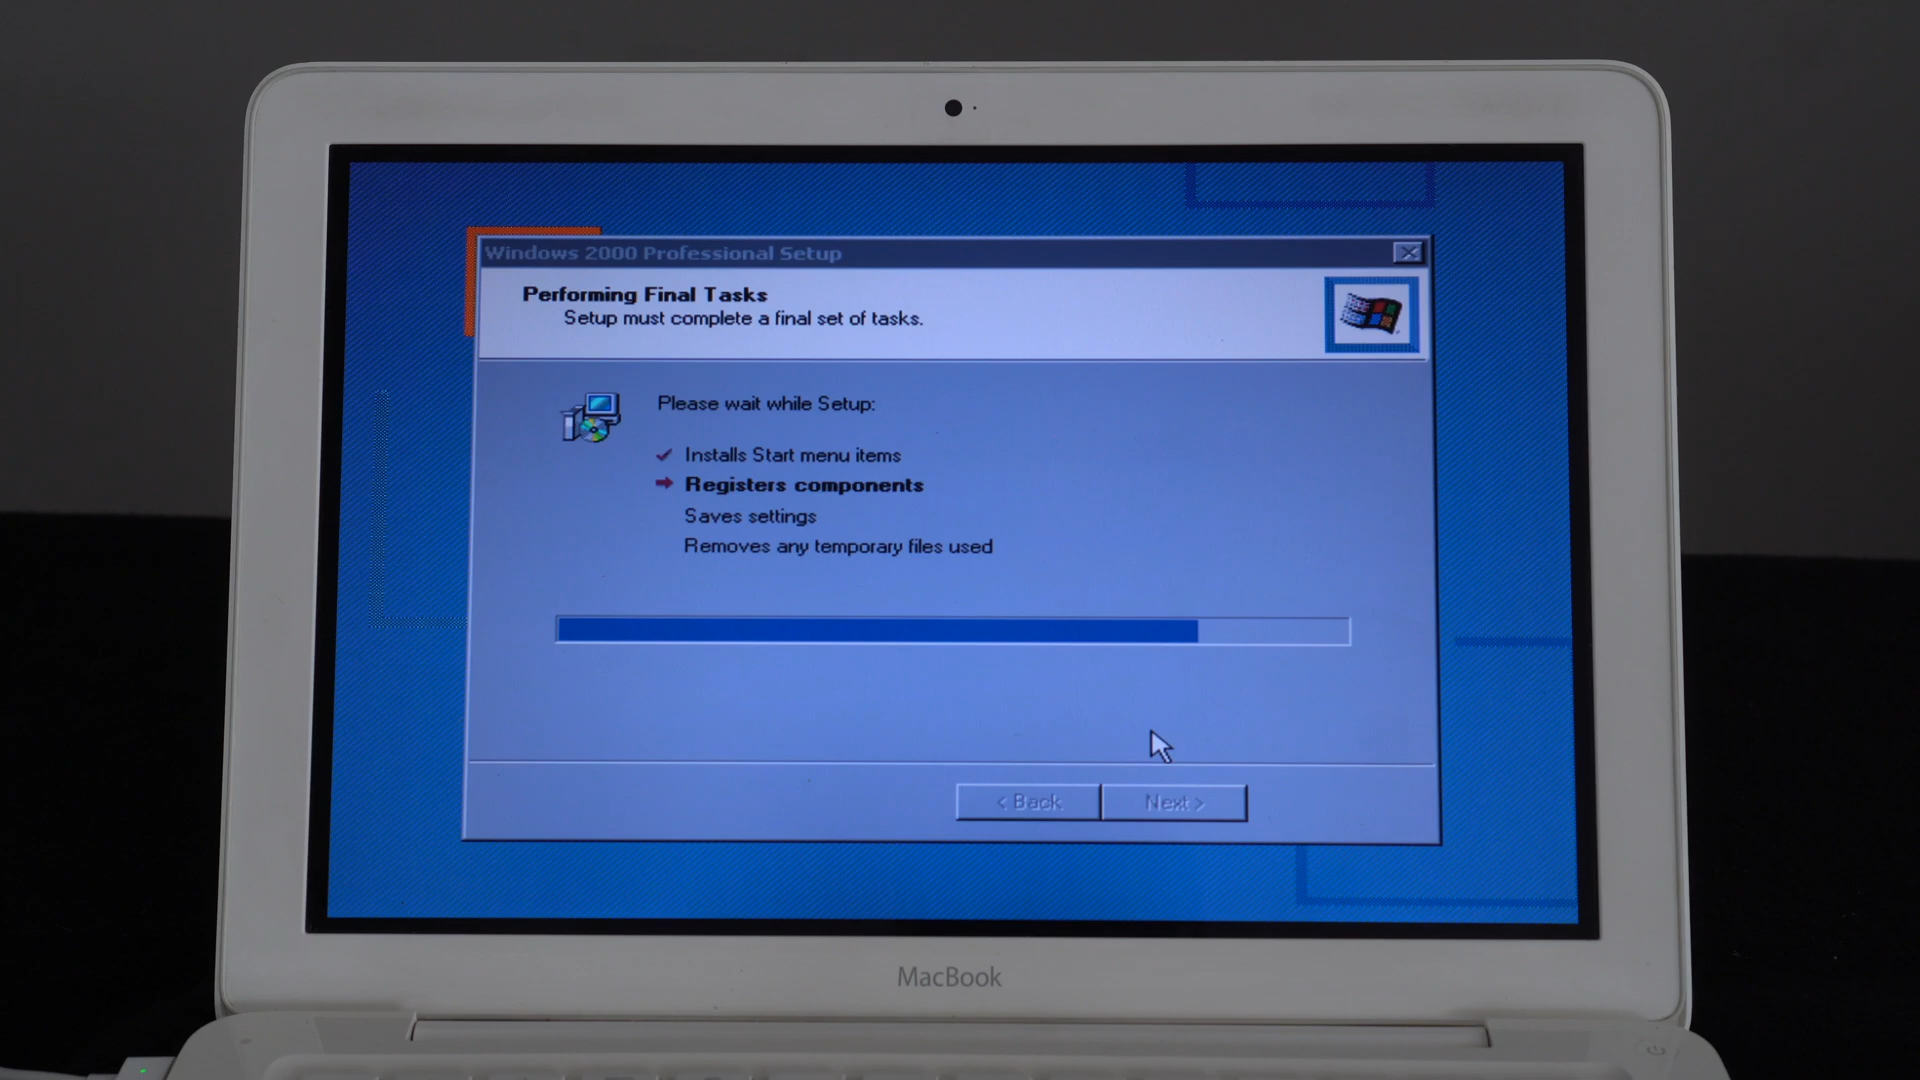 Windows 2000 Professional Setup
Performing Final Tasks
Setup must complete a final set of tasks.
Please wait while Setup:
Installs Start menu items
Registers components
Saves settings
Removes any temporary files used
< Back
Next >
MacBook